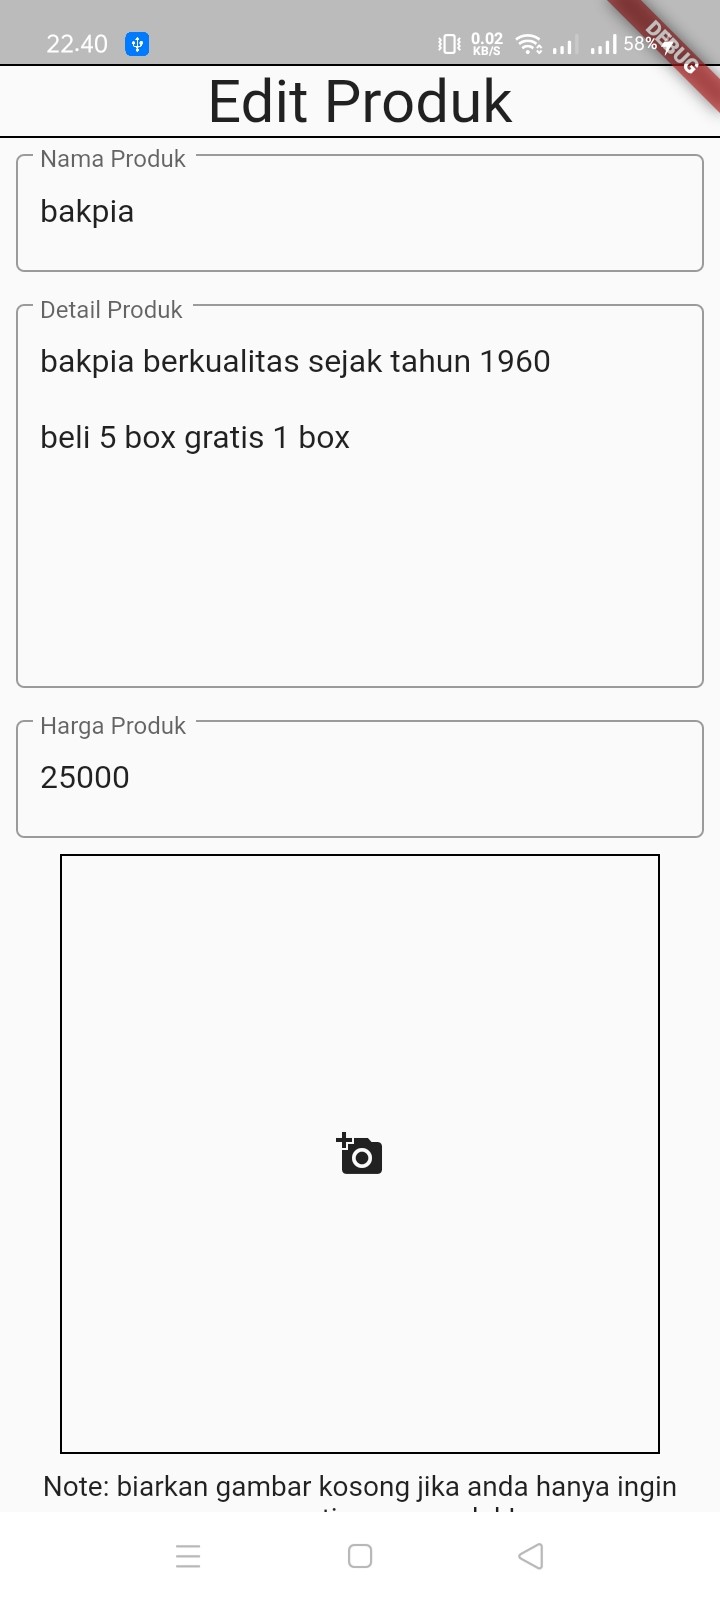 22.40
0.02
KB/S
58%
DEBUG
Edit Produk
Nama Produk
bakpia
Detail Produk
bakpia berkualitas sejak tahun 1960
beli 5 box gratis 1 box
Harga Produk
25000
Note: biarkan gambar kosong jika anda hanya ingin